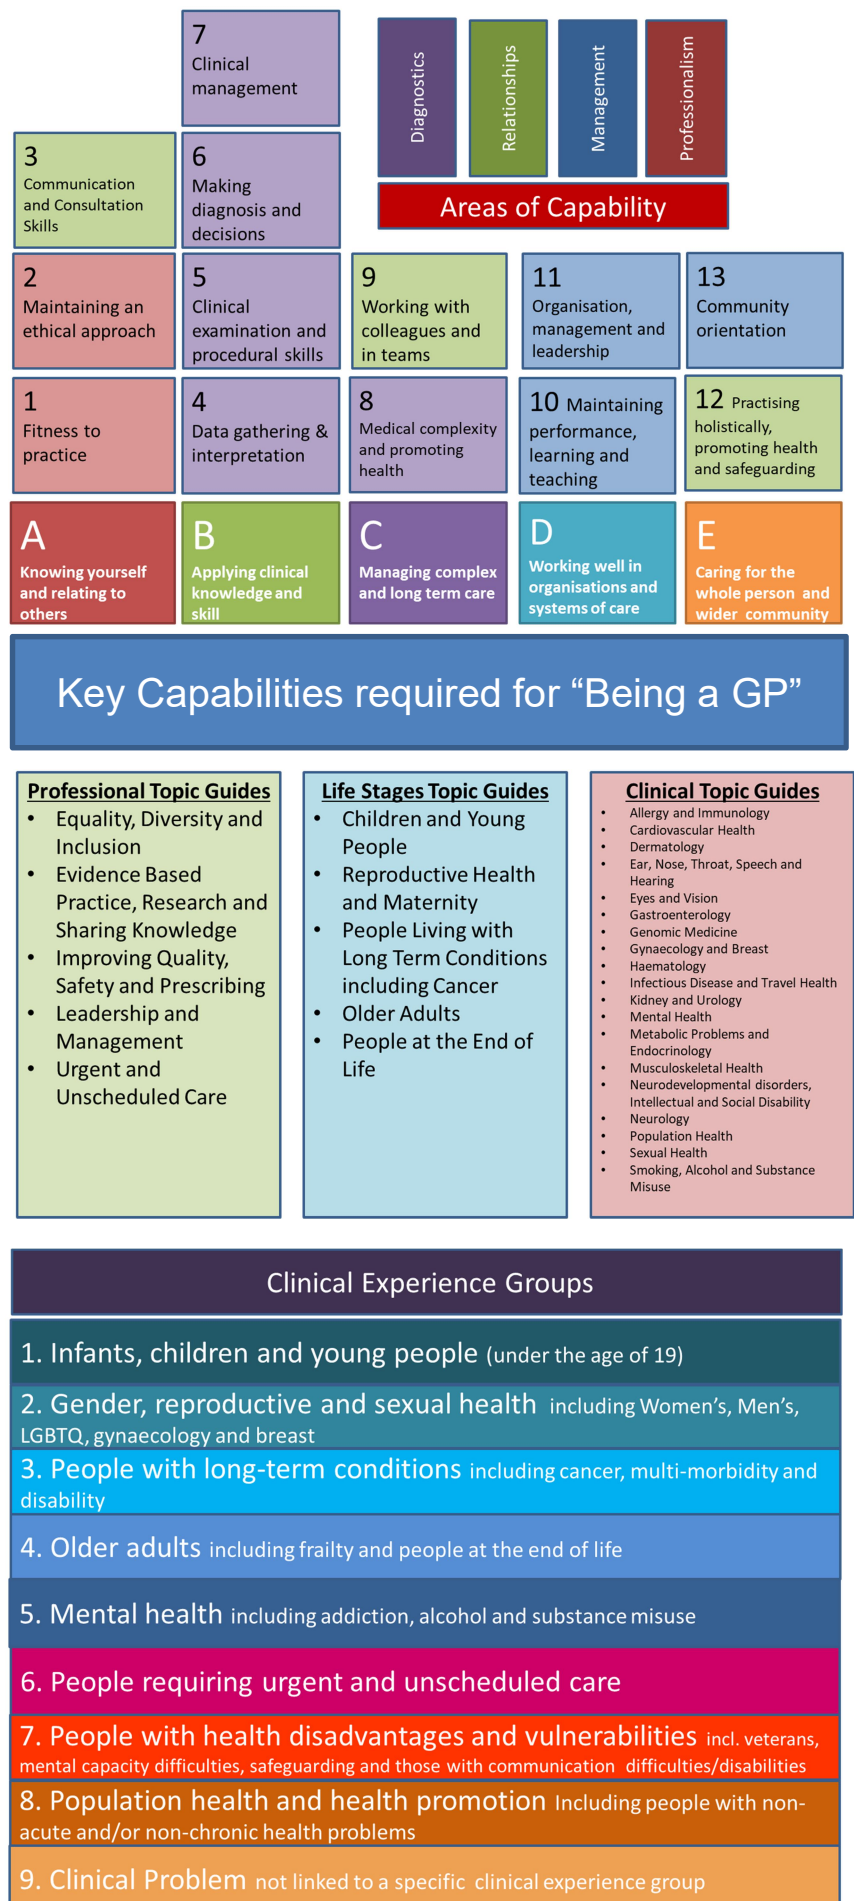 7
Clinical
management
Diagnostics
Relationships
Management
Professionalism
Areas of Capability
3
Communication
and Consultation
Skills
6
Making
diagnosis and
decisions
2
Maintaining an
ethical approach
5
Clinical
examination and
procedural skills
9
Working with
colleagues and
in teams
11
Organisation,
management and
leadership
13
Community
orientation
1
Fitness to
practice
4
Data gathering &
interpretation
8
Medical complexity
and promoting
health
10 Maintaining
performance,
learning and
teaching
12 Practising
holistically,
promoting health
and safeguarding
A
Knowing yourself
and relating to
others
B
Applying clinical
knowledge and
skill
C
Managing complex
and long term care
D
Working well in
organisations and
systems of care
E
Caring for the
whole person and
wider community
Key Capabilities required for “Being a GP”
Professional Topic Guides
• Equality, Diversity and
Inclusion
• Evidence Based
Practice, Research and
Sharing Knowledge
• Improving Quality,
Safety and Prescribing
• Leadership and
Management
• Urgent and
Unscheduled Care
Life Stages Topic Guides
• Children and Young
People
• Reproductive Health
and Maternity
• People Living with
Long Term Conditions
including Cancer
• Older Adults
• People at the End of
Life
Clinical Topic Guides
• Allergy and Immunology
• Cardiovascular Health
• Dermatology
• Ear, Nose, Throat, Speech and
Hearing
• Eyes and Vision
• Gastroenterology
• Genomic Medicine
• Gynaecology and Breast
• Haematology
• Infectious Disease and Travel Health
• Kidney and Urology
• Mental Health
• Metabolic Problems and
Endocrinology
• Musculoskeletal Health
• Neurodevelopmental disorders,
Intellectual and Social Disability
• Neurology
• Population Health
• Sexual Health
• Smoking, Alcohol and Substance
Misuse
Clinical Experience Groups
1. Infants, children and young people (under the age of 19)
2. Gender, reproductive and sexual health including Women’s, Men’s,
LGBTQ, gynaecology and breast
3. People with long-term conditions including cancer, multi-morbidity and
disability
4. Older adults including frailty and people at the end of life
5. Mental health including addiction, alcohol and substance misuse
6. People requiring urgent and unscheduled care
7. People with health disadvantages and vulnerabilities incl. veterans,
mental capacity difficulties, safeguarding and those with communication difficulties/disabilities
8. Population health and health promotion Including people with non-
acute and/or non-chronic health problems
9. Clinical Problem not linked to a specific clinical experience group